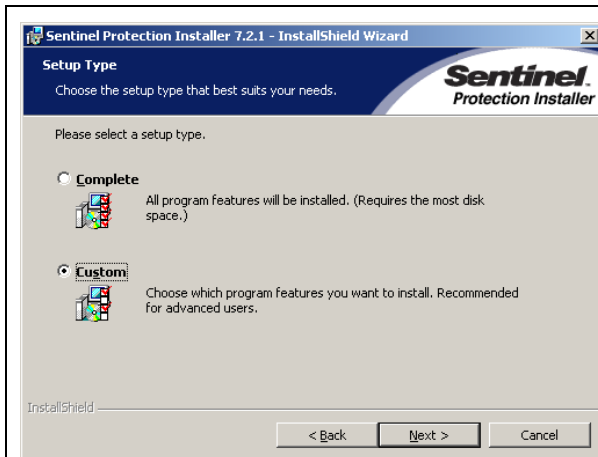 Sentinel Protection Installer 7.2.1 - InstallShield Wizard
Setup Type
Choose the setup type that best suits your needs.
Sentinel.
Protection Installer
Please select a setup type.
Complete
All program features will be installed. (Requires the most disk
space.)
Custom
Choose which program features you want to install. Recommended
for advanced users.
InstallShield
< Back
Next >
Cancel